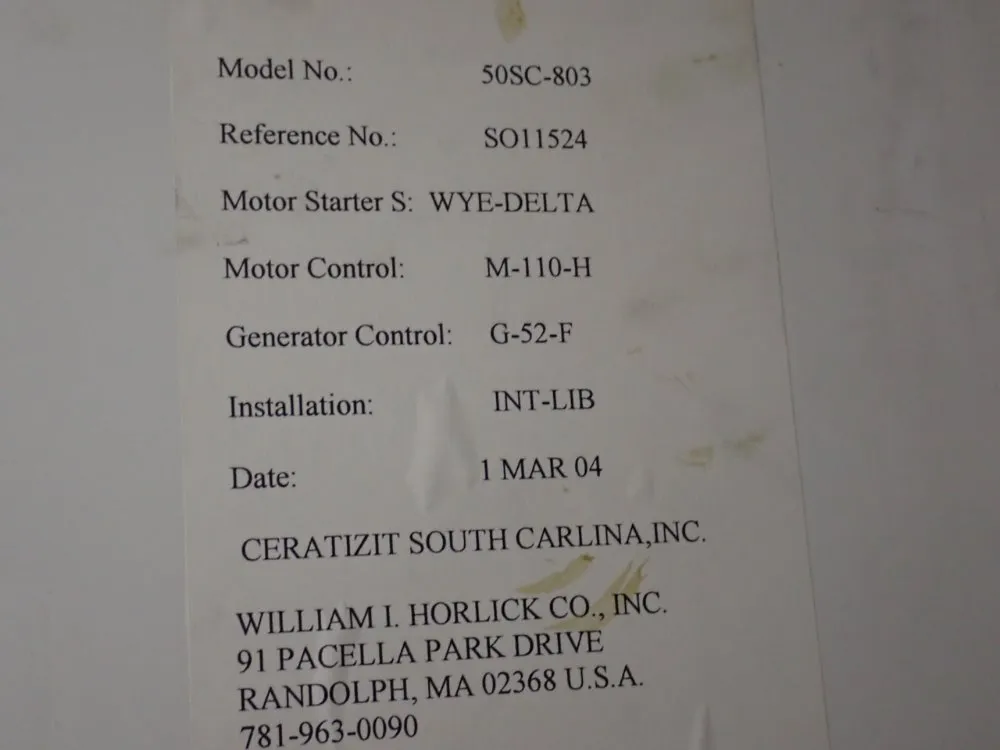 Model No.: 50SC-803
Reference No.: SO11524
Motor Starter S: WYE-DELTA
Motor Control: M-110-H
Generator Control: G-52-F
Installation: INT-LIB
Date: 1 MAR 04
CERATIZIT SOUTH CARLINA,INC.
WILLIAM I. HORLICK CO., INC.
91 PACELLA PARK DRIVE
RANDOLPH, MA 02368 U.S.A.
781-963-0090